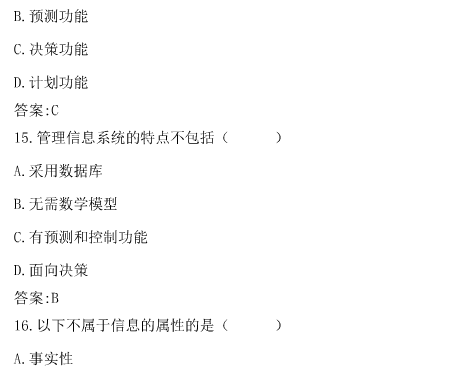 B.预测功能
C.决策功能
D.计划功能
答案:C
15.管理信息系统的特点不包括（　　　）
A.采用数据库
B.无需数学模型
C.有预测和控制功能
D.面向决策
答案:B
16.以下不属于信息的属性的是（　　　）
A.事实性